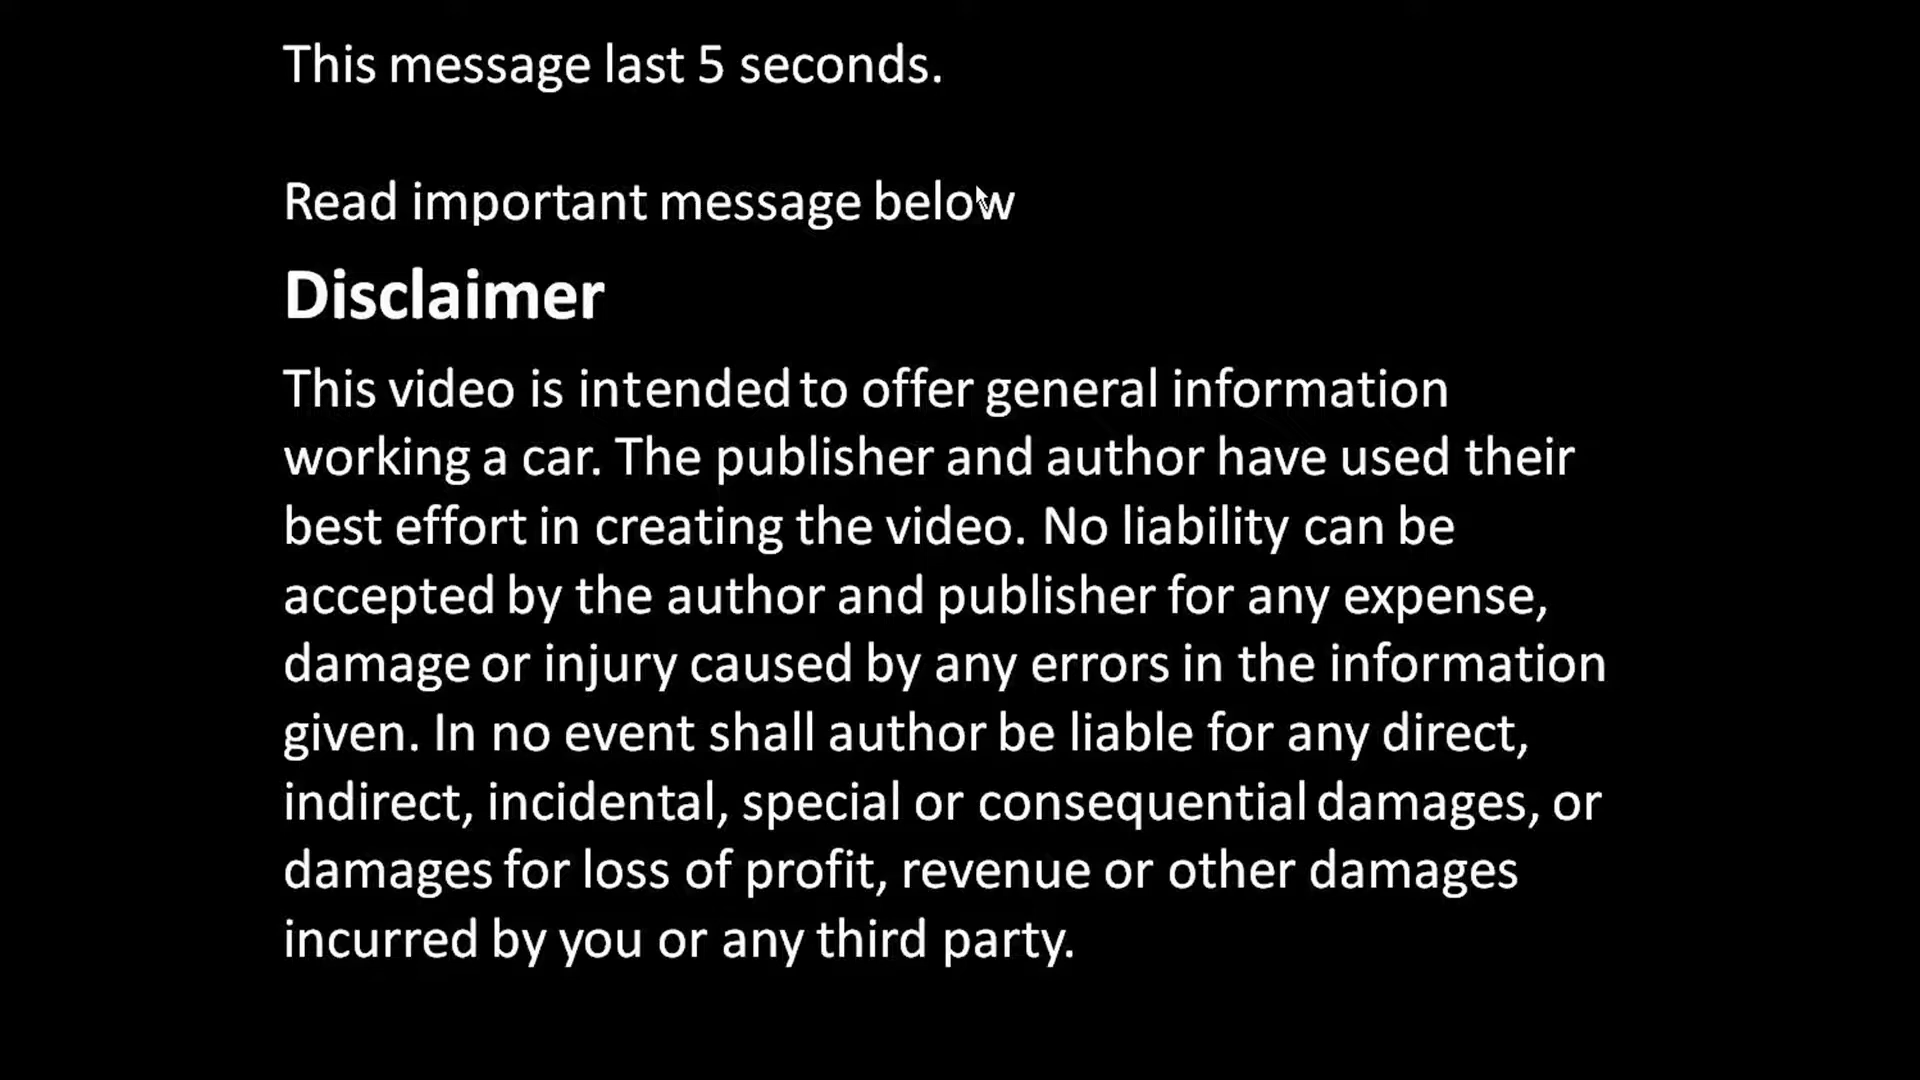 This message last 5 seconds.
Read important message below
Disclaimer
This video is intended to offer general information
working a car. The publisher and author have used their
best effort in creating the video. No liability can be
accepted by the author and publisher for any expense,
damage or injury caused by any errors in the information
given. In no event shall author be liable for any direct,
indirect, incidental, special or consequential damages, or
damages for loss of profit, revenue or other damages
incurred by you or any third party.